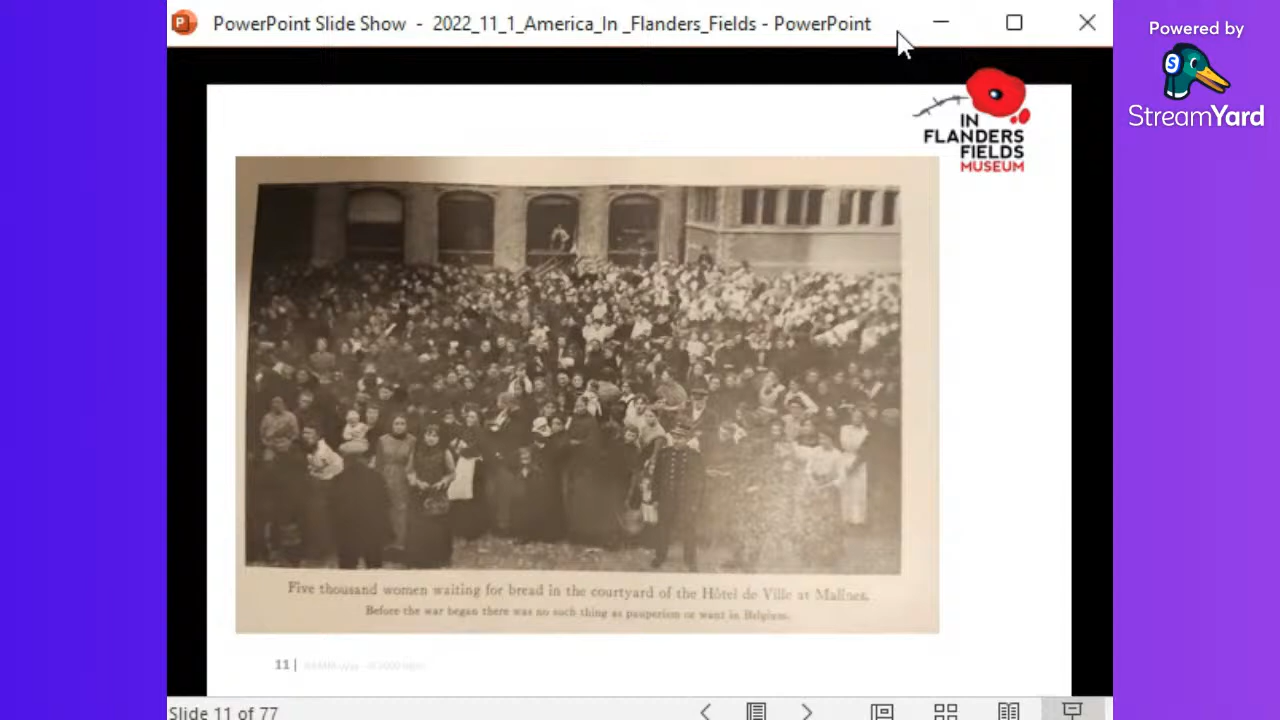 PowerPoint Slide Show - 2022_11_1_America_In _Flanders_Fields - PowerPoint
Powered by
StreamYard
IN
FLANDERS
FIELDS
MUSEUM
Five thousand women waiting for bread in the courtyard of the Hôtel de Ville at Malines.
Before the war began there was no such thing as pauperism or want in Belgium.
11 |
Slide 11 of 77